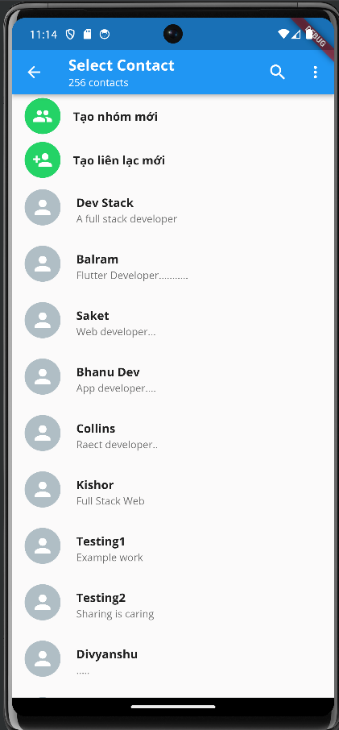 11:14
DEBUG
Select Contact
256 contacts
Tạo nhóm mới
Tạo liên lạc mới
Dev Stack
A full stack developer
Balram
Flutter Developer...........
Saket
Web developer...
Bhanu Dev
App developer....
Collins
Raect developer..
Kishor
Full Stack Web
Testing1
Example work
Testing2
Sharing is caring
Divyanshu
.....